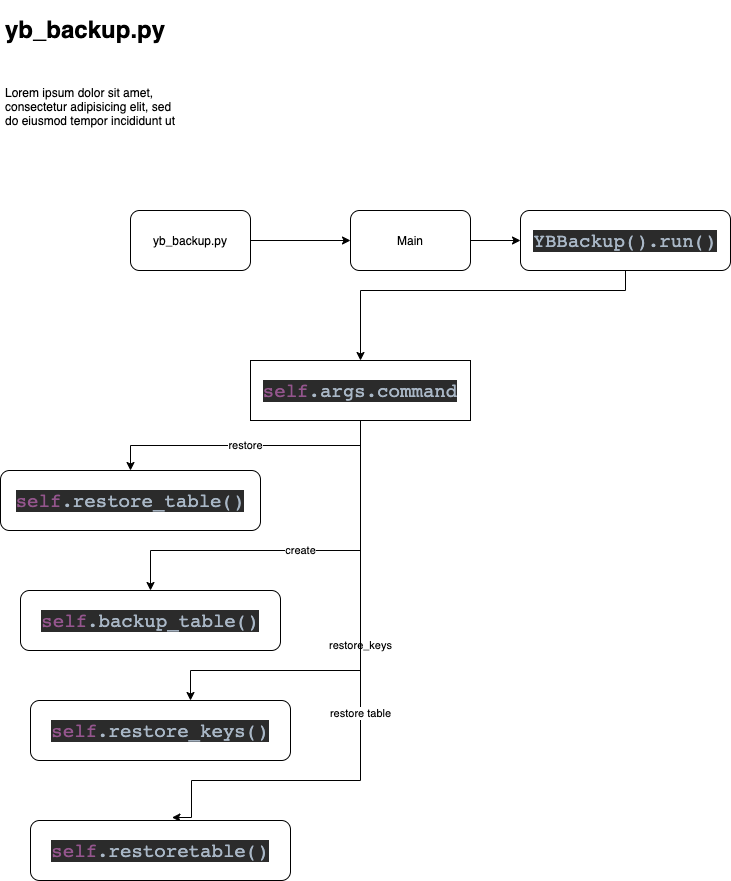 yb_backup.py
Lorem ipsum dolor sit amet,
consectetur adipisicing elit, sed
do eiusmod tempor incididunt ut
yb_backup.py
Main
YBBackup().run()
self.args.command
restore
self.restore_table()
create
self.backup_table()
restore_keys
self.restore_keys()
restore table
self.restoretable()